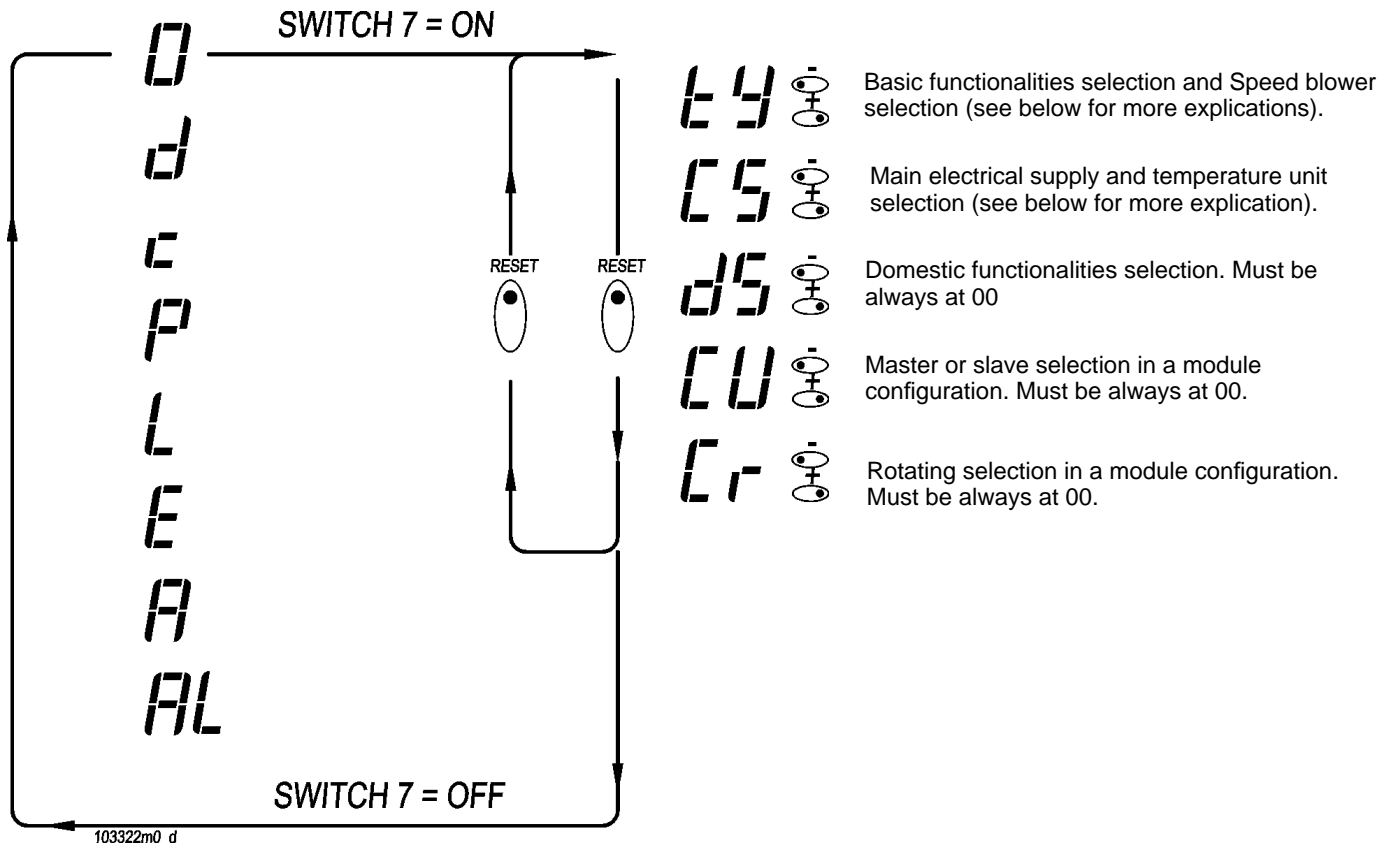 SWITCH 7 = ON
0
d
c
P
L
E
A
AL
RESET
RESET
tY
-
+
Basic functionalities selection and Speed blower
selection (see below for more explications).
CS
-
+
Main electrical supply and temperature unit
selection (see below for more explication).
dS
-
+
Domestic functionalities selection. Must be
always at 00
CU
-
+
Master or slave selection in a module
configuration. Must be always at 00.
Cr
-
+
Rotating selection in a module configuration.
Must be always at 00.
SWITCH 7 = OFF
103322m0 d